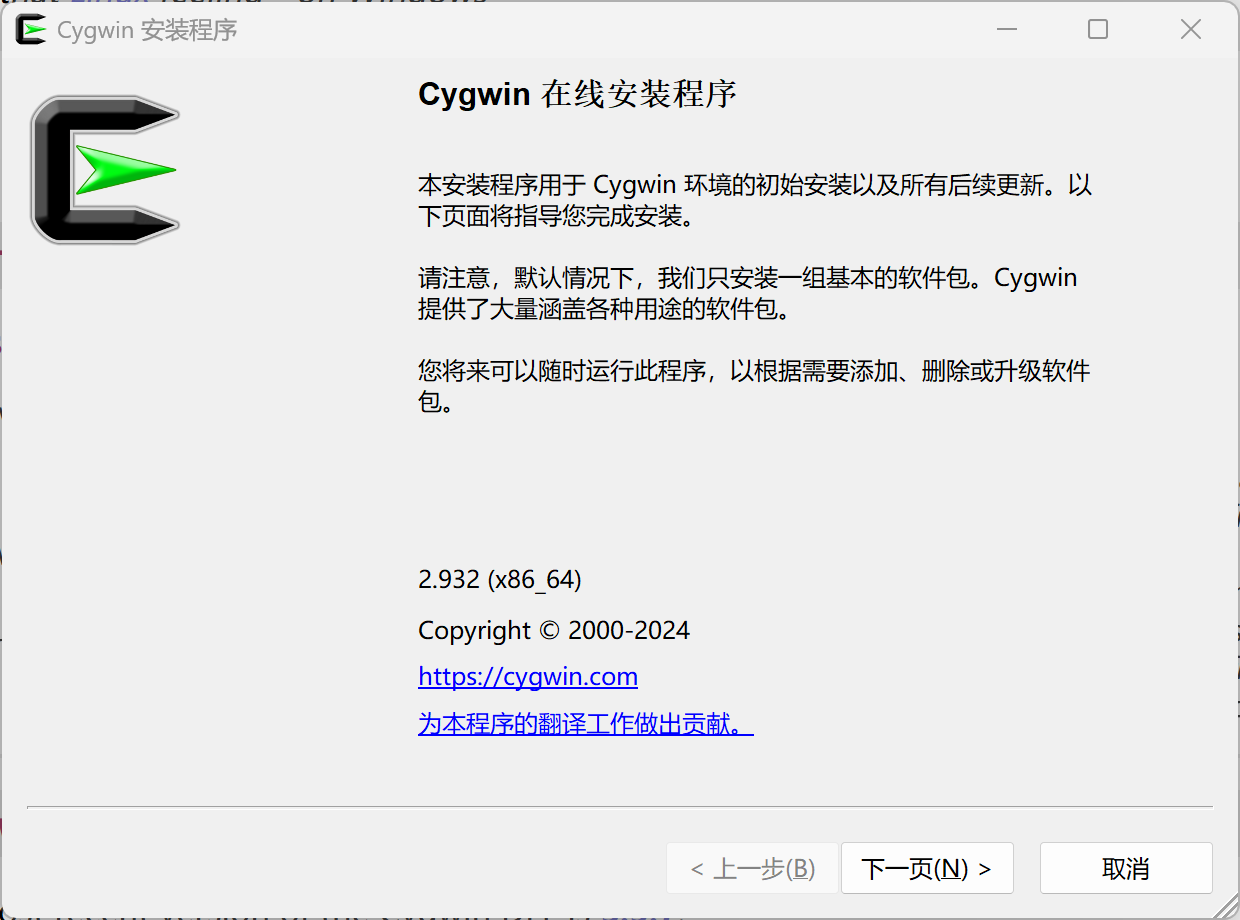 Cygwin 安装程序
Cygwin 在线安装程序
本安装程序用于 Cygwin 环境的初始安装以及所有后续更新。以
下页面将指导您完成安装。
请注意，默认情况下，我们只安装一组基本的软件包。Cygwin
提供了大量涵盖各种用途的软件包。
您将来可以随时运行此程序，以根据需要添加、删除或升级软件
包。
2.932 (x86_64)
Copyright © 2000-2024
https://cygwin.com
为本程序的翻译工作做出贡献。
< 上一步(B)
下一页(N) >
取消